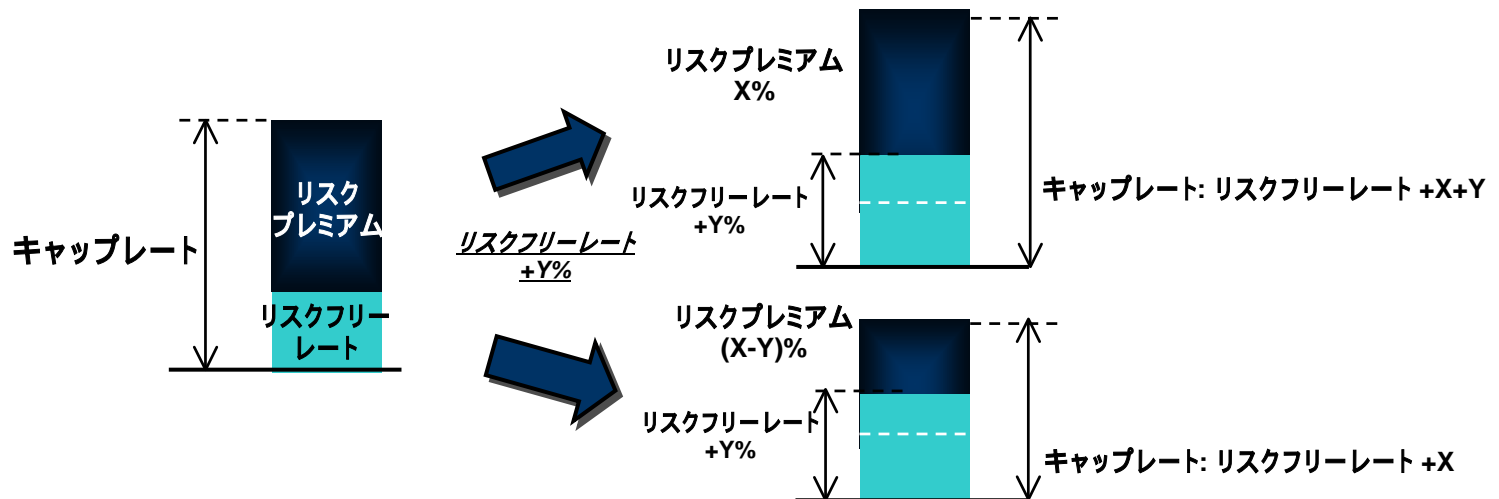 キャップレート
リスク
プレミアム
リスクフリー
レート
リスクフリーレート
+Y%
リスクプレミアム
X%
リスクフリーレート
+Y%
キャップレート: リスクフリーレート +X+Y
リスクプレミアム
(X-Y)%
リスクフリーレート
+Y%
キャップレート: リスクフリーレート +X